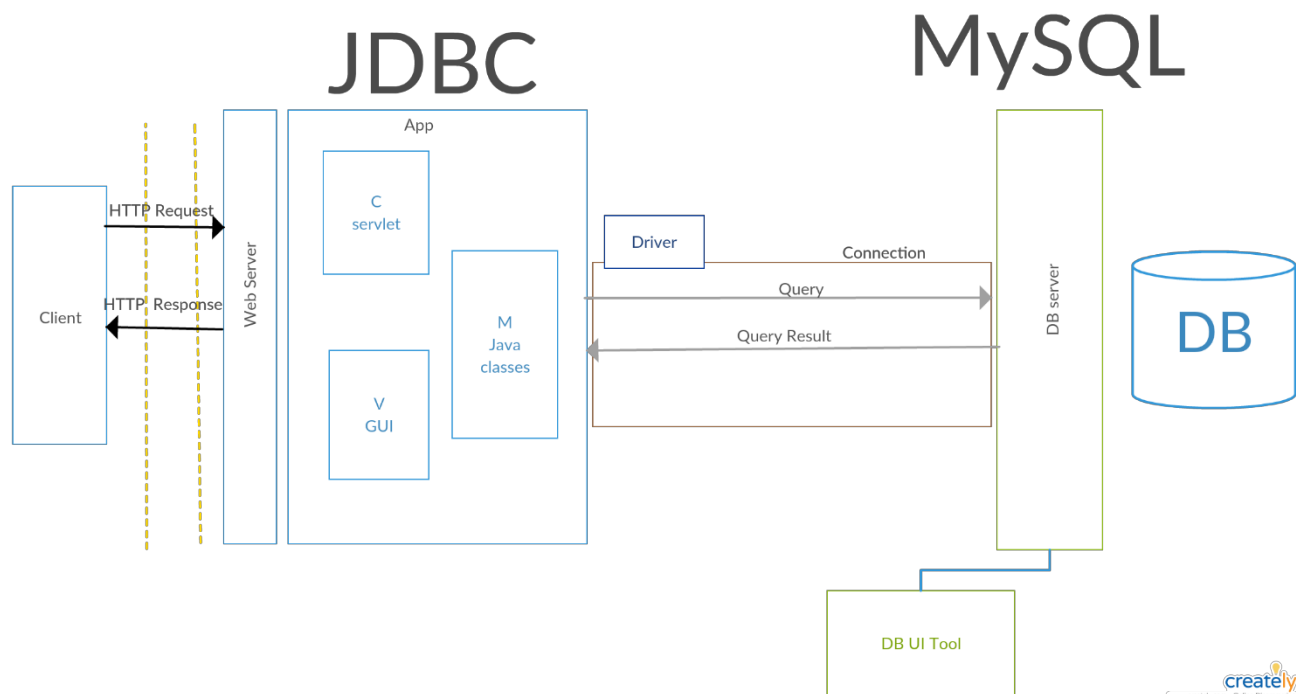 JDBC
MySQL
App
C
servlet
HTTP Request
Driver
Connection
Web Server
Query
DB server
HTTP Response
Client
M
Java
classes
Query Result
DB
V
GUI
DB UI Tool
creately